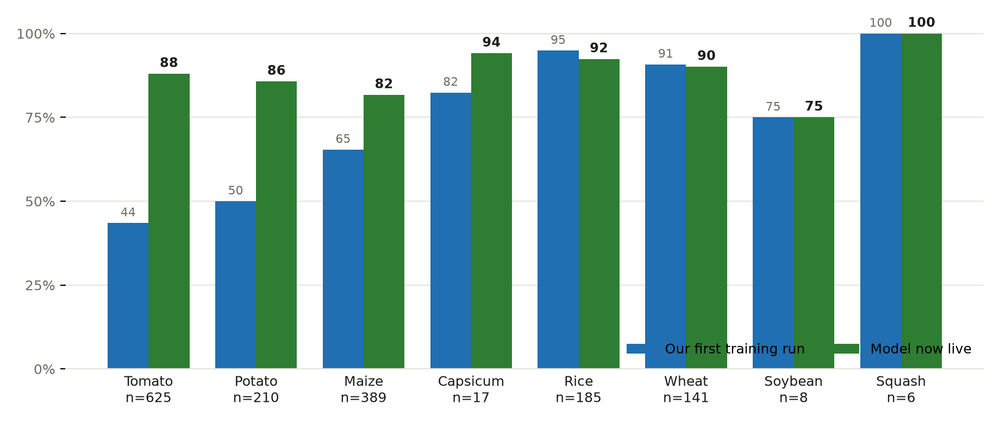 100%
75%
50%
25%
0%
44
88
50
86
65
82
82
94
95
92
91
90
75
75
100
100
Our first training run
Model now live
Tomato
n=625
Potato
n=210
Maize
n=389
Capsicum
n=17
Rice
n=185
Wheat
n=141
Soybean
n=8
Squash
n=6